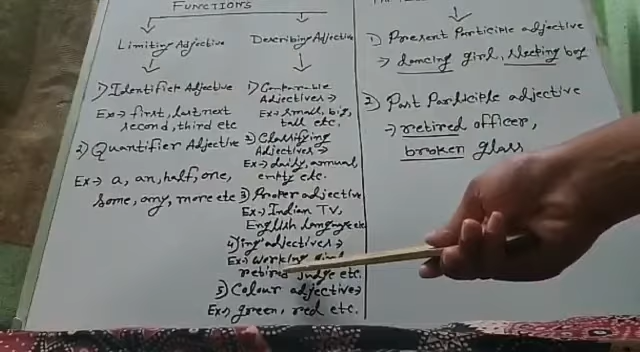 FUNCTIONS
Limiting Adjective
1) Identifier Adjective
Ex → first, last next
second, third etc
2) Quantifier Adjective
Ex → a, an, half, one,
some, any, more etc
Describing Adjective
1) Comparable
Adjectives →
Ex → small, big,
tall etc.
2) Classifying
Adjectives →
Ex → daily, annual
empty etc.
3) Proper adjective
Ex → Indian TV,
English language etc
4) ing adjectives →
Ex → working
retired judge etc.
5) Colour adjective →
Ex → green, red etc.
1) Present Participle adjective
→ dancing girl, sleeping boy
2) Past Participle adjective
→ retired officer,
broken glass